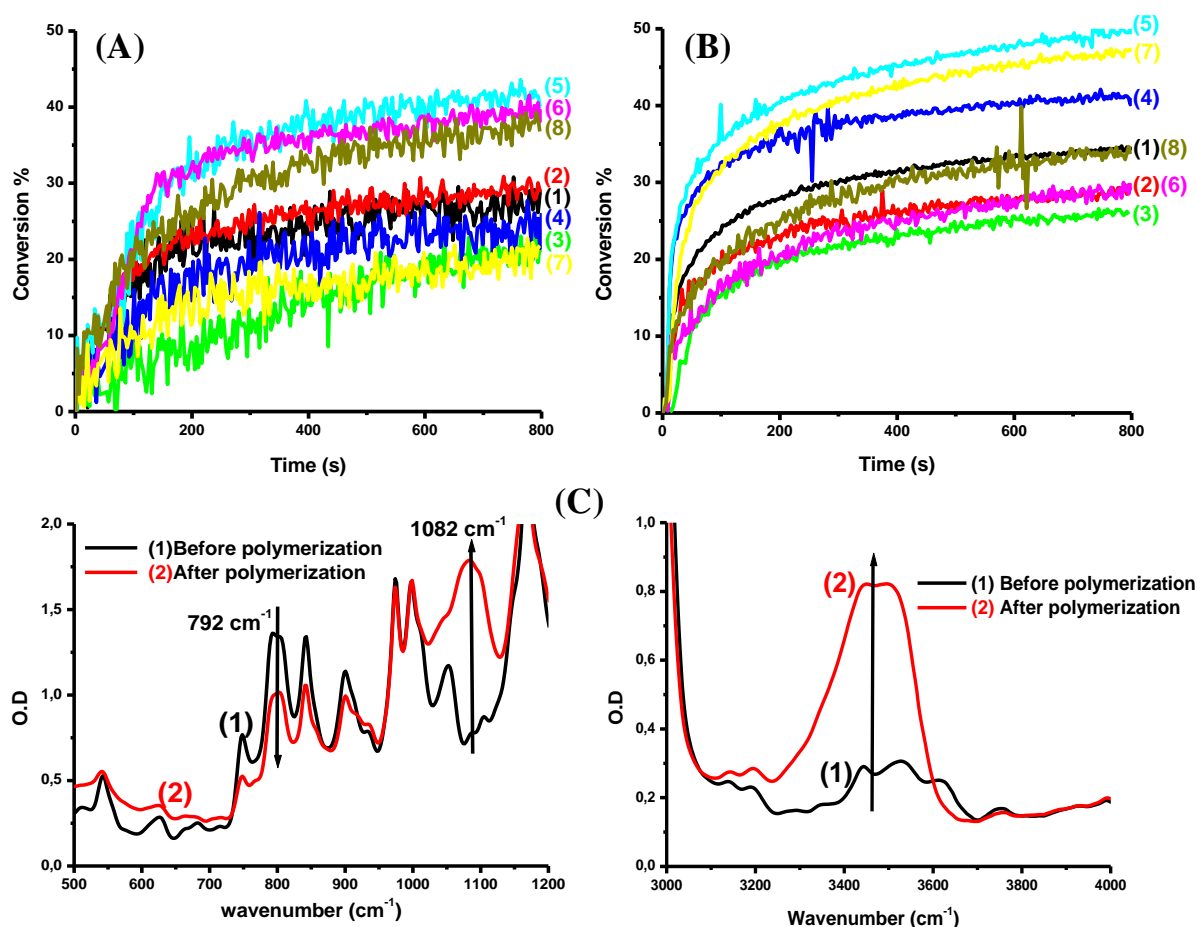 (A)
50
40
30
20
10
0
Conversion %
(5)
(6)
(8)
(2)
(1)
(4)
(3)
(7)
0 200 400 600 800
Time (s)
(B)
50
40
30
20
10
0
Conversion %
(5)
(7)
(4)
(1)(8)
(2)(6)
(3)
0 200 400 600 800
Time (s)
(C)
2,0
1,5
1,0
0,5
0,0
O.D
(1)Before polymerization
(2)After polymerization
1082 cm⁻¹
792 cm⁻¹
(1)
(2)
500 600 700 800 900 1000 1100 1200
wavenumber (cm⁻¹)
1,0
0,8
0,6
0,4
0,2
0,0
O.D
(1) Before polymerization
(2) After polymerization
(2)
(1)
3000 3200 3400 3600 3800 4000
Wavenumber (cm⁻¹)